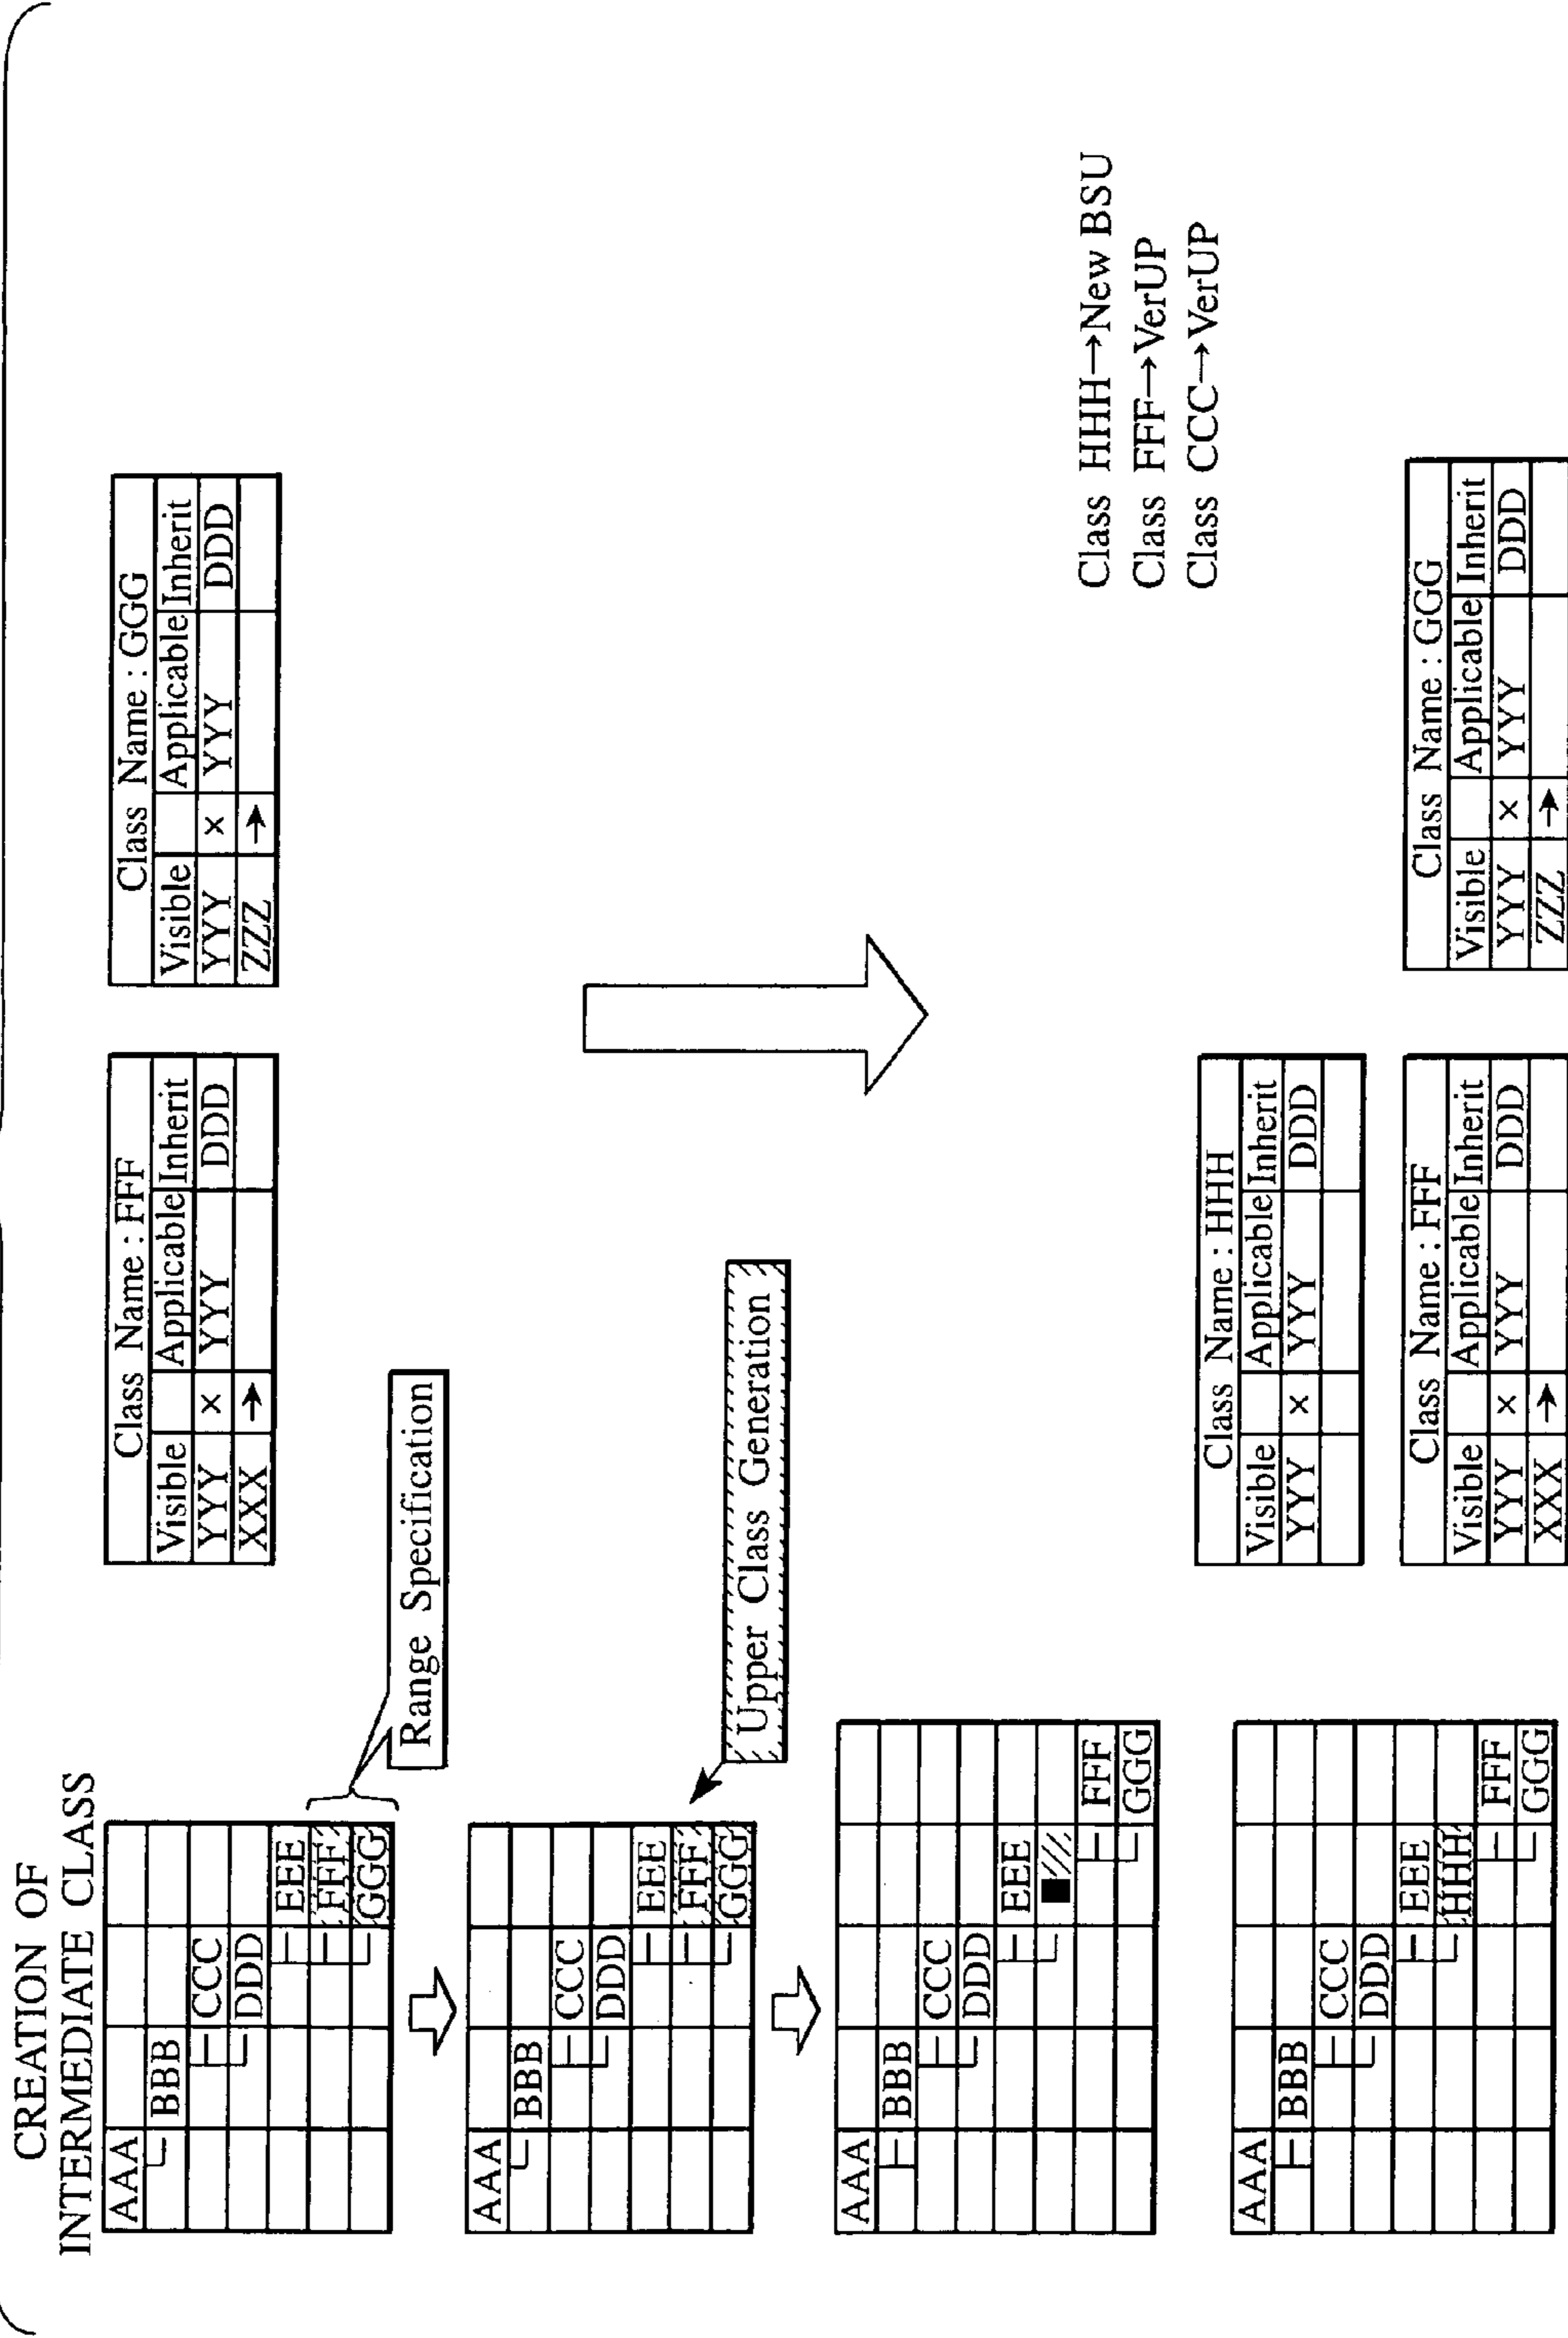 CREATION OF
INTERMEDIATE CLASS
AAA
BBB
CCC
DDD
EEE
FFF
GGG
Range Specification
Class Name : FFF
Visible Applicable Inherit
YYY × YYY DDD
XXX →
Class Name : GGG
Visible Applicable Inherit
YYY × YYY DDD
ZZZ →
AAA
BBB
CCC
DDD
EEE
FFF
GGG
Upper Class Generation
AAA
BBB
CCC
DDD
EEE
FFF
GGG
Class HHH→New BSU
Class FFF→VerUP
Class CCC→VerUP
AAA
BBB
CCC
DDD
EEE
HHH
FFF
GGG
Class Name : HHH
Visible Applicable Inherit
YYY × YYY DDD
Class Name : FFF
Visible Applicable Inherit
YYY × YYY DDD
XXX →
Class Name : GGG
Visible Applicable Inherit
YYY × YYY DDD
ZZZ →